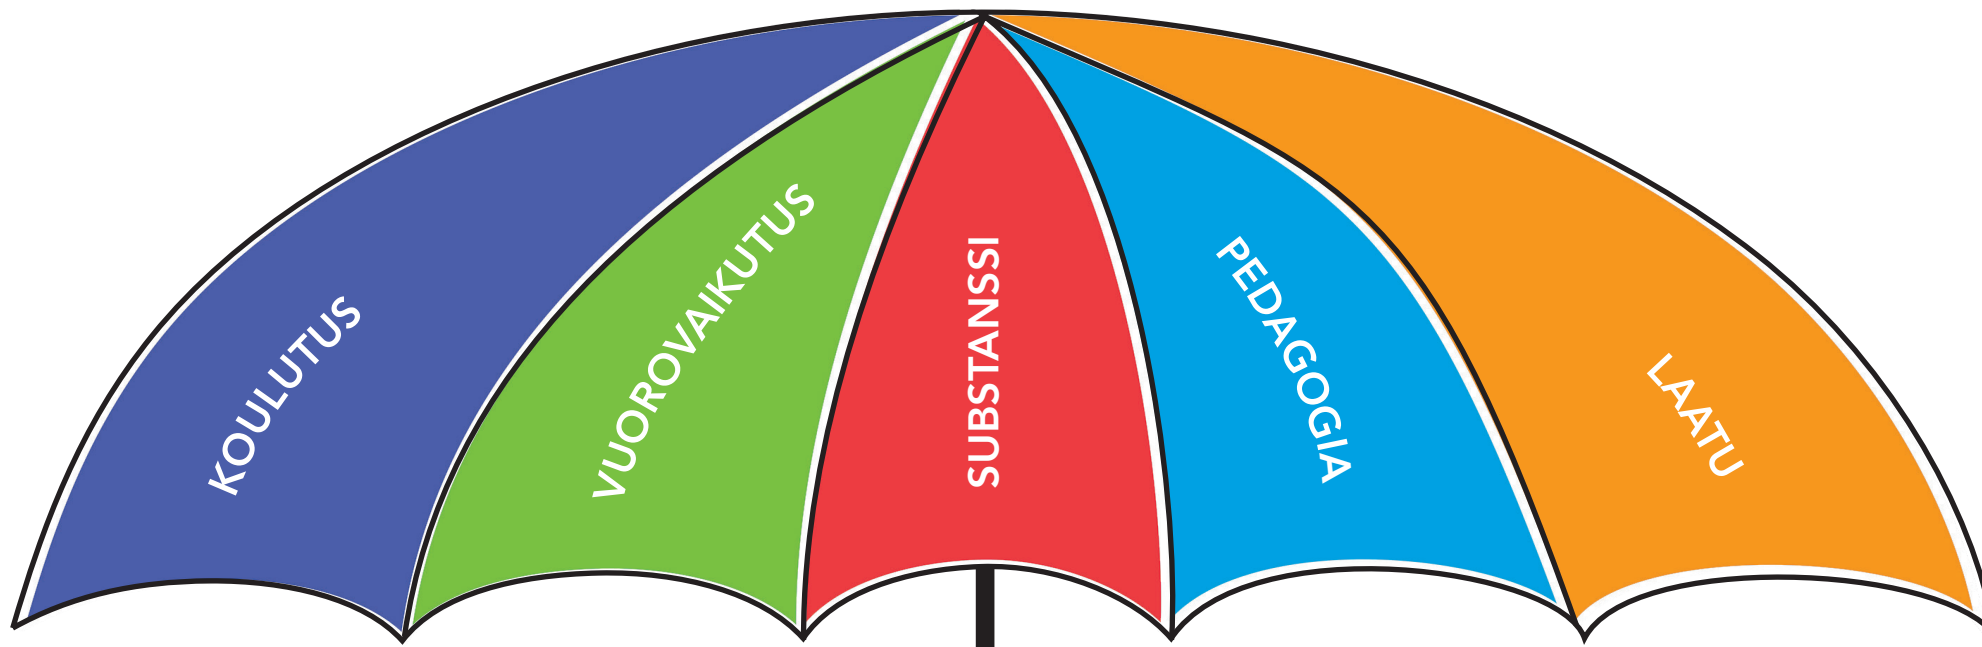 KOULUTUS
VUOROVAIKUTUS
SUBSTANSSI
PEDAGOGIA
LAATU